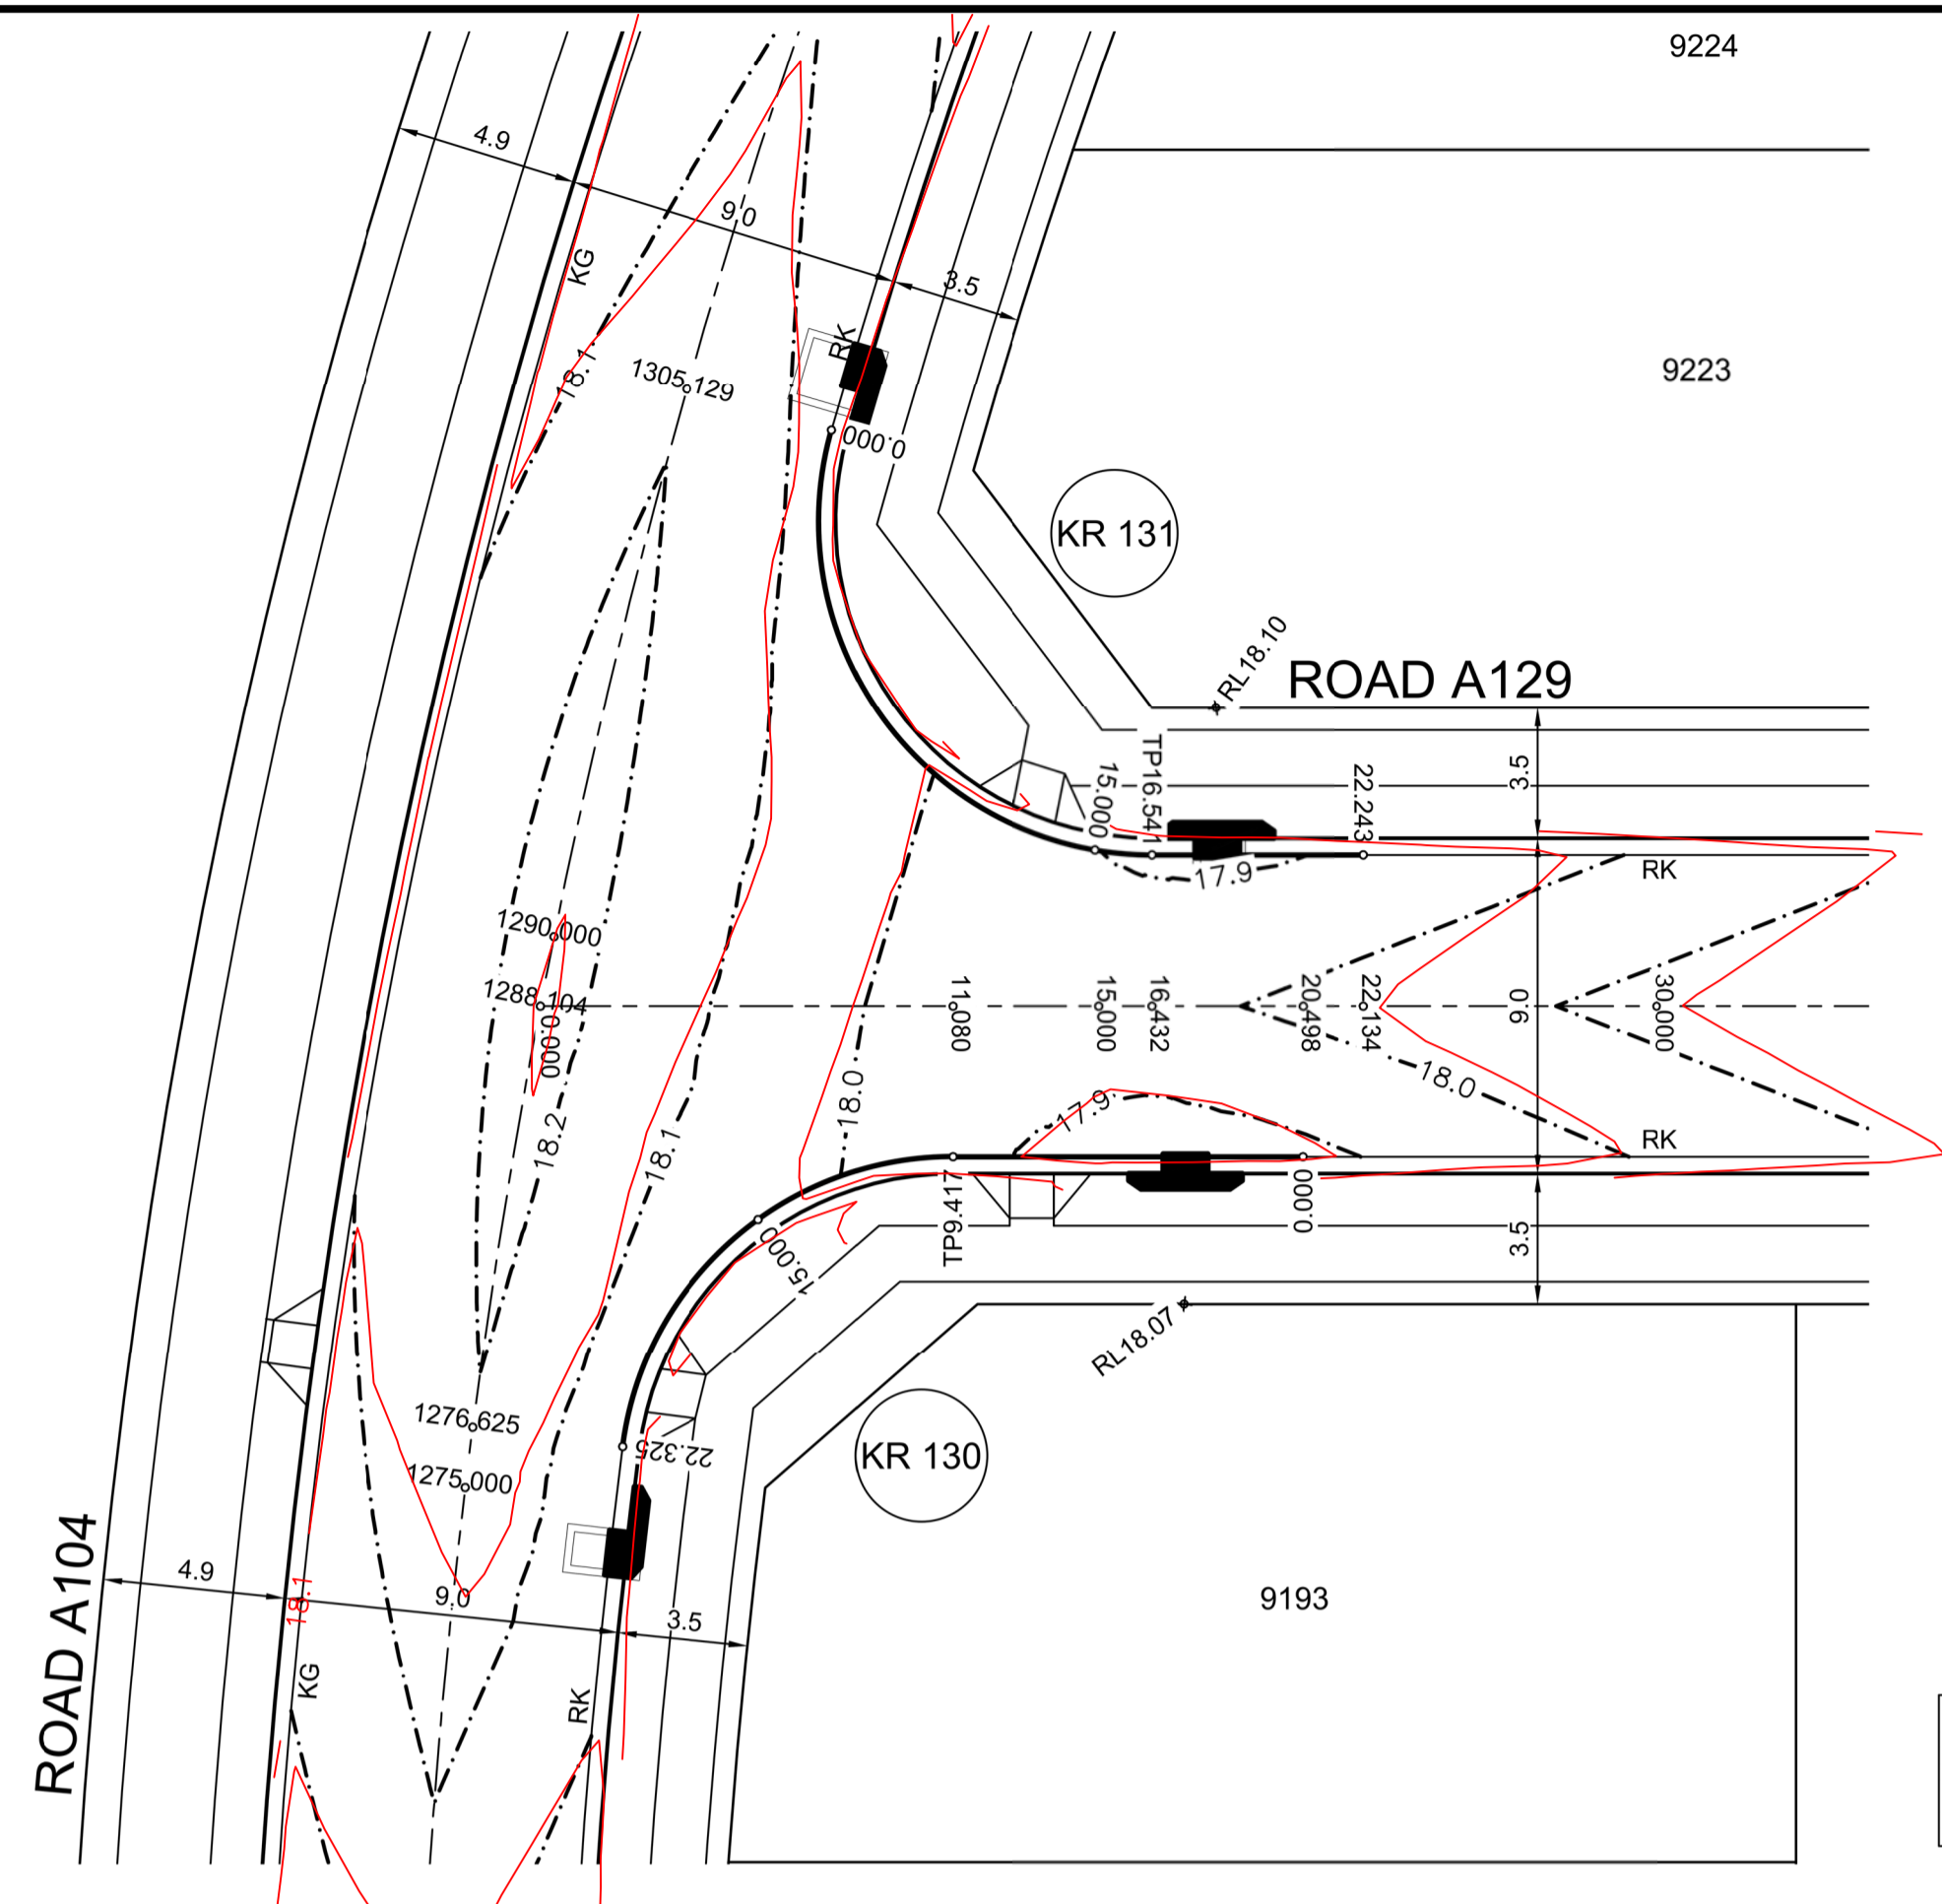 9224
4.9
9.0
KG
3.5
RK
9223
18.1
1305.129
0.000
KR 131
RL18.10
ROAD A129
TP16.541
15.000
22.243
3.5
17.9
RK
1290.000
1288.104
0.000
11.080
15.000
16.432
20.498
22.134
9.0
30.000
18.0
18.0
17.9
18.2
18.1
RK
TP9.417
0.000
3.5
15.000
RL18.07
1276.625
22.325
KR 130
1275.000
ROAD A104
4.9
18.1
9.0
3.5
9193
KG
RK